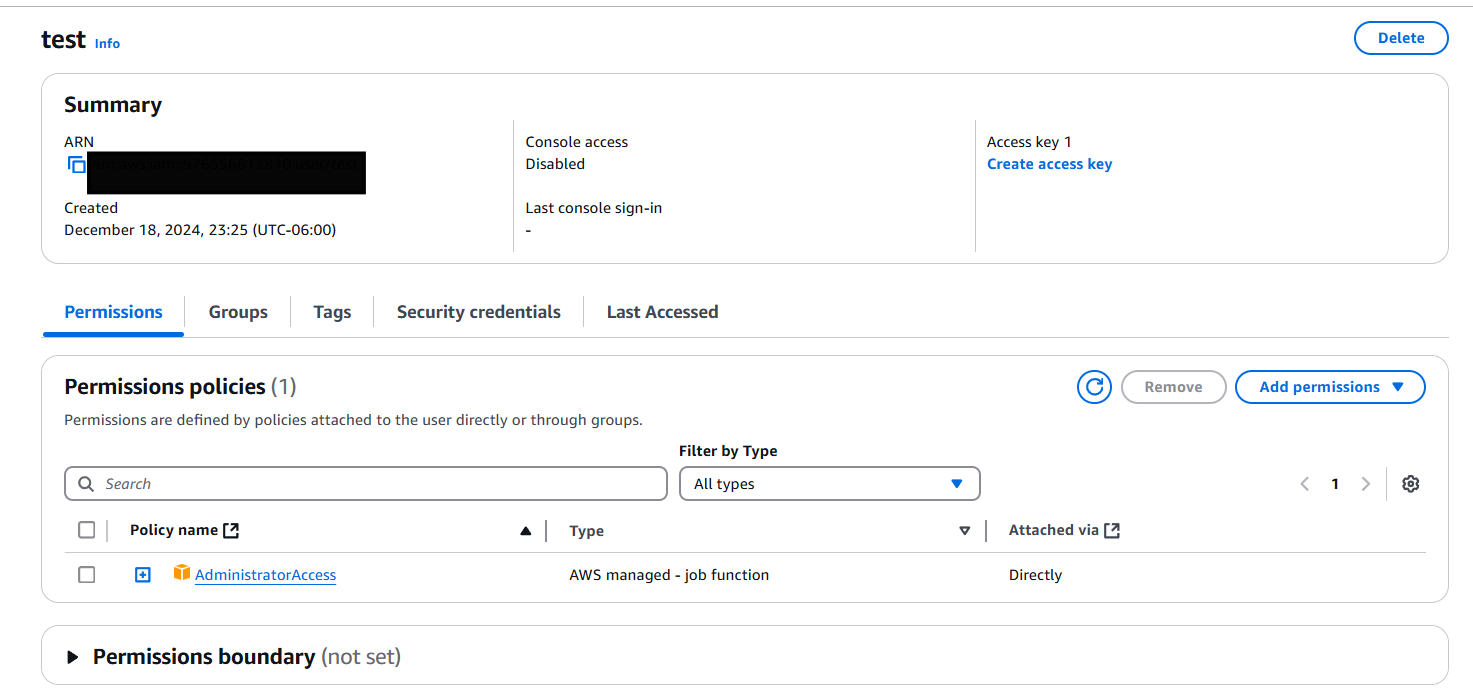 test Info
Delete
Summary
ARN
Created
December 18, 2024, 23:25 (UTC-06:00)
Console access
Disabled
Last console sign-in
-
Access key 1
Create access key
Permissions
Groups
Tags
Security credentials
Last Accessed
Permissions policies (1)
Remove
Add permissions
Permissions are defined by policies attached to the user directly or through groups.
Filter by Type
Search
All types
1
Policy name
Type
Attached via
AdministratorAccess
AWS managed - job function
Directly
Permissions boundary (not set)